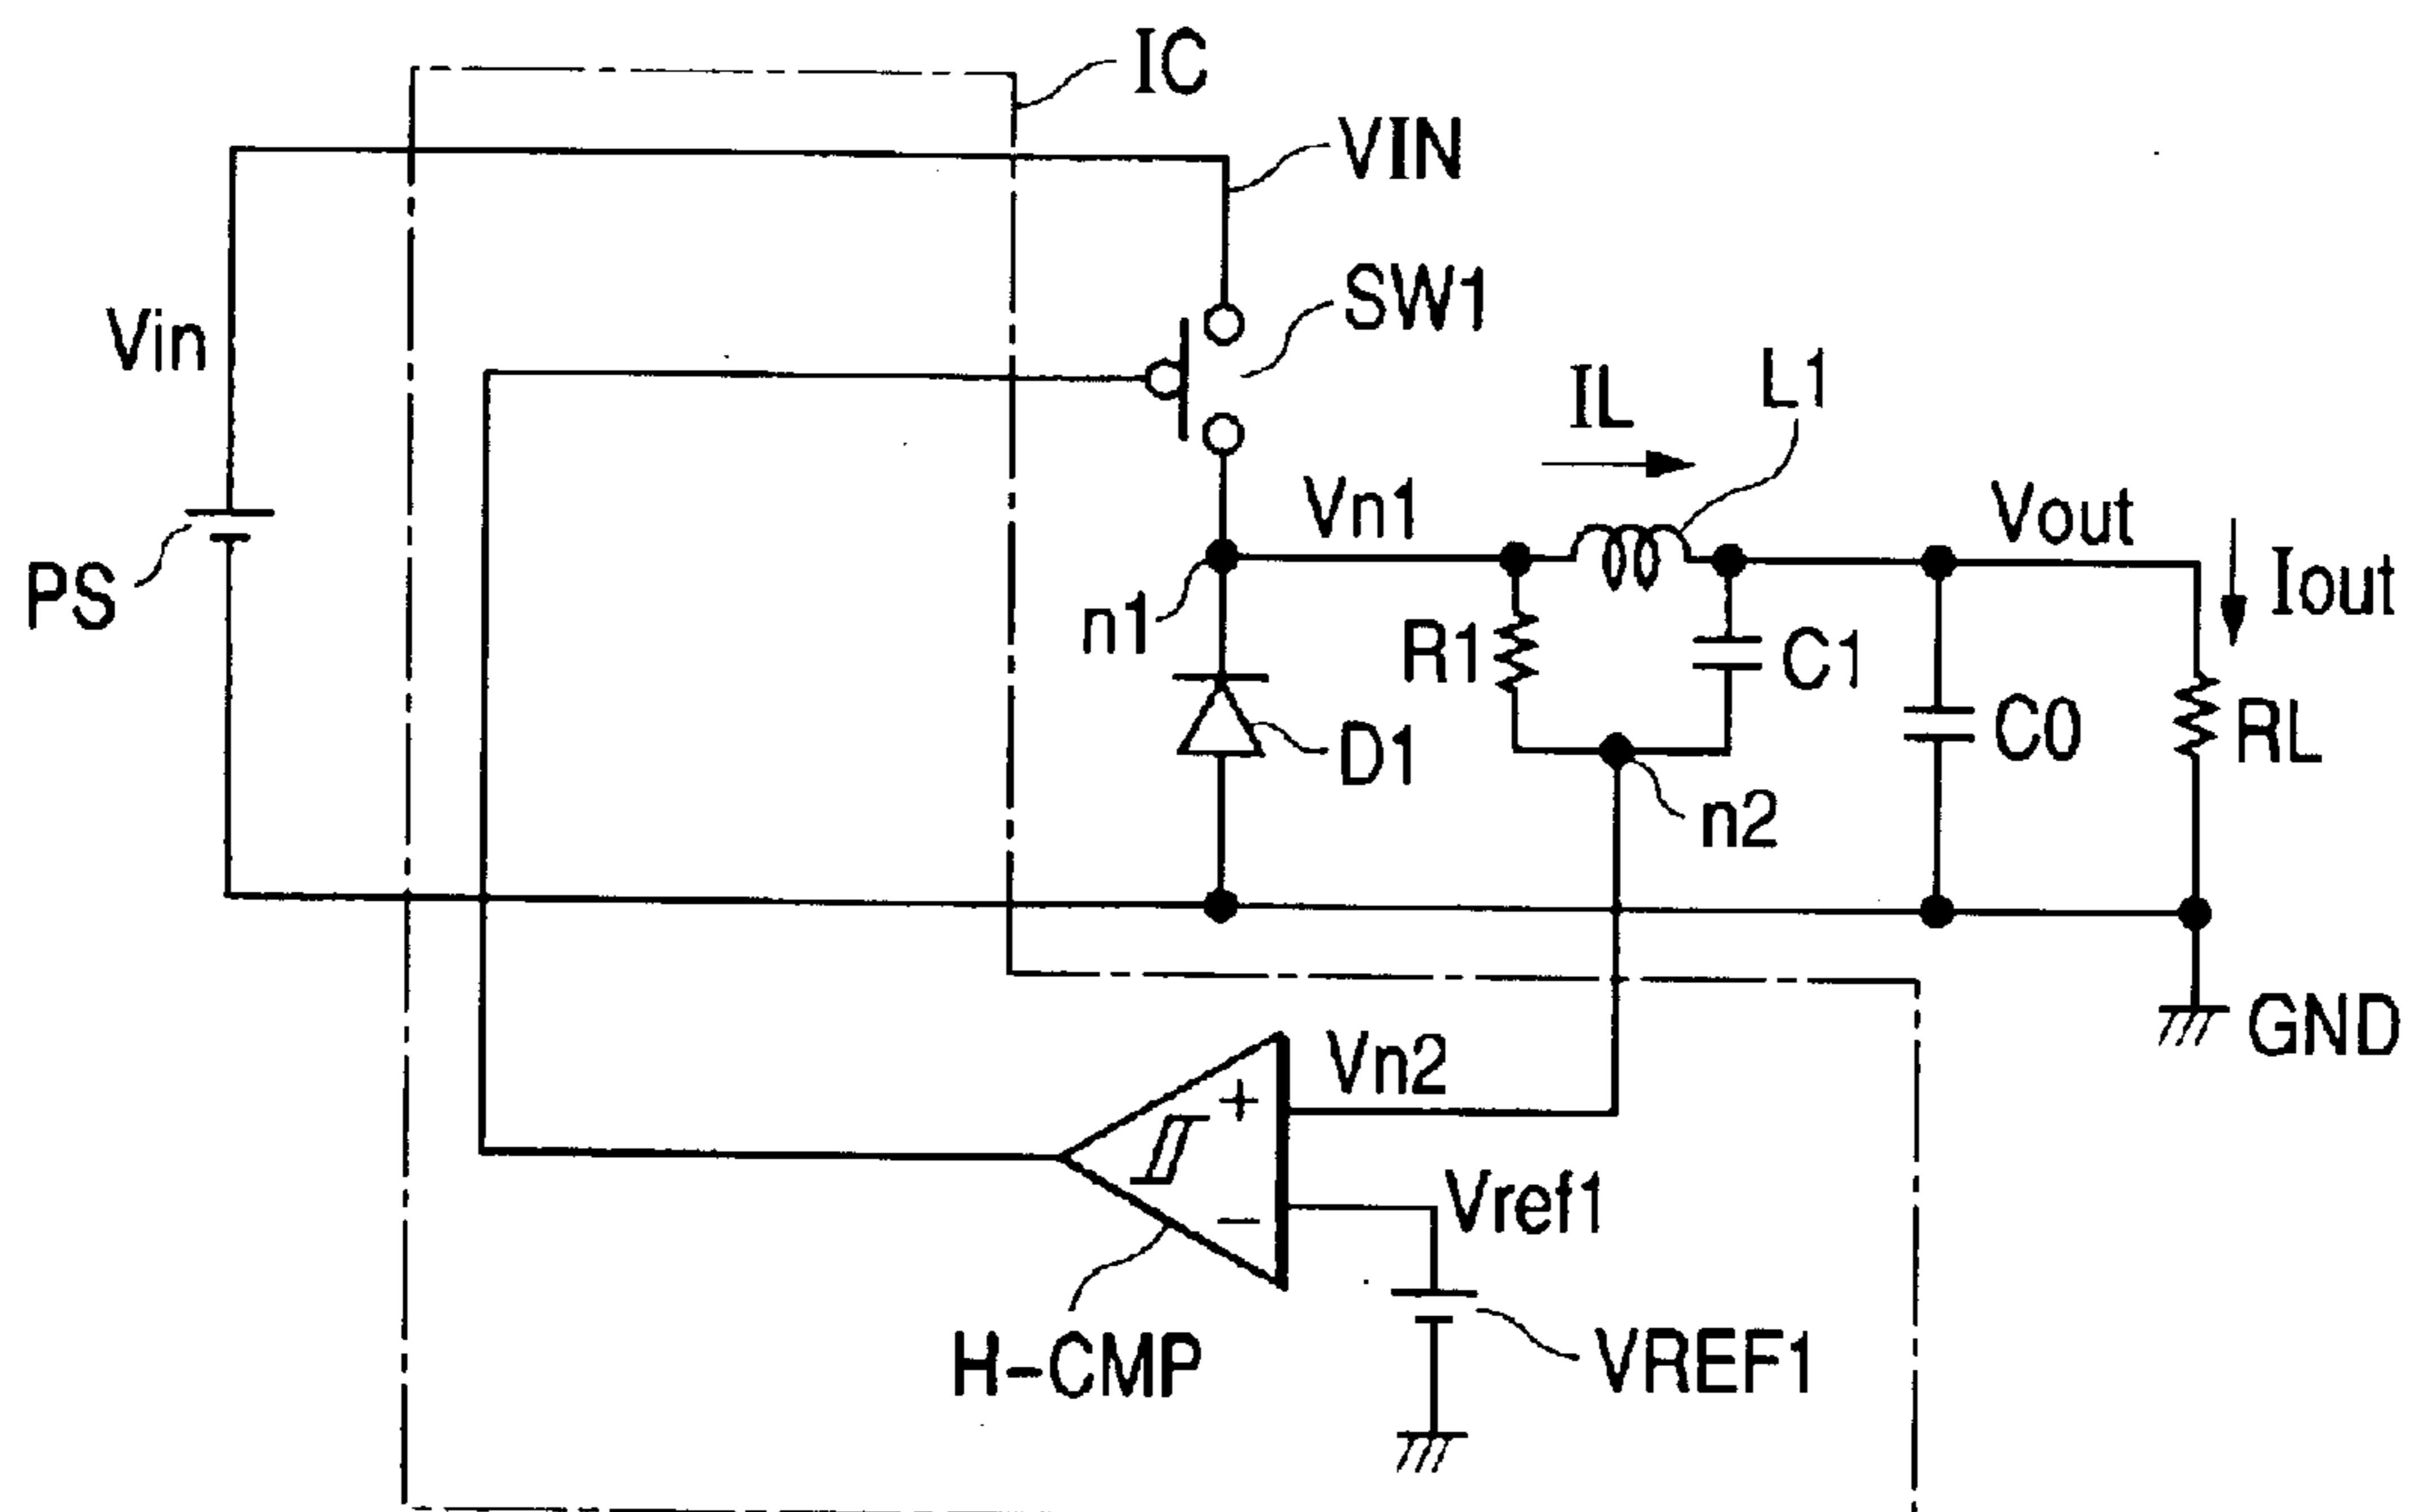 IC
VIN
SW1
Vin
L1
IL
Vn1
Vout
PS
Iout
n1
R1
C1
D1
C0
RL
n2
GND
Vn2
+
Vref1
−
H-CMP
VREF1